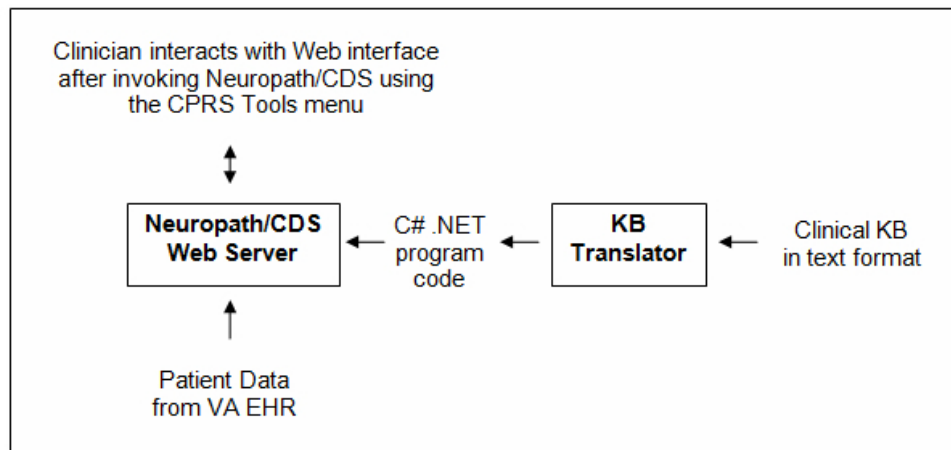 Clinician interacts with Web interface
after invoking Neuropath/CDS using
the CPRS Tools menu
Neuropath/CDS
Web Server
C# .NET
program
code
KB
Translator
Clinical KB
in text format
Patient Data
from VA EHR